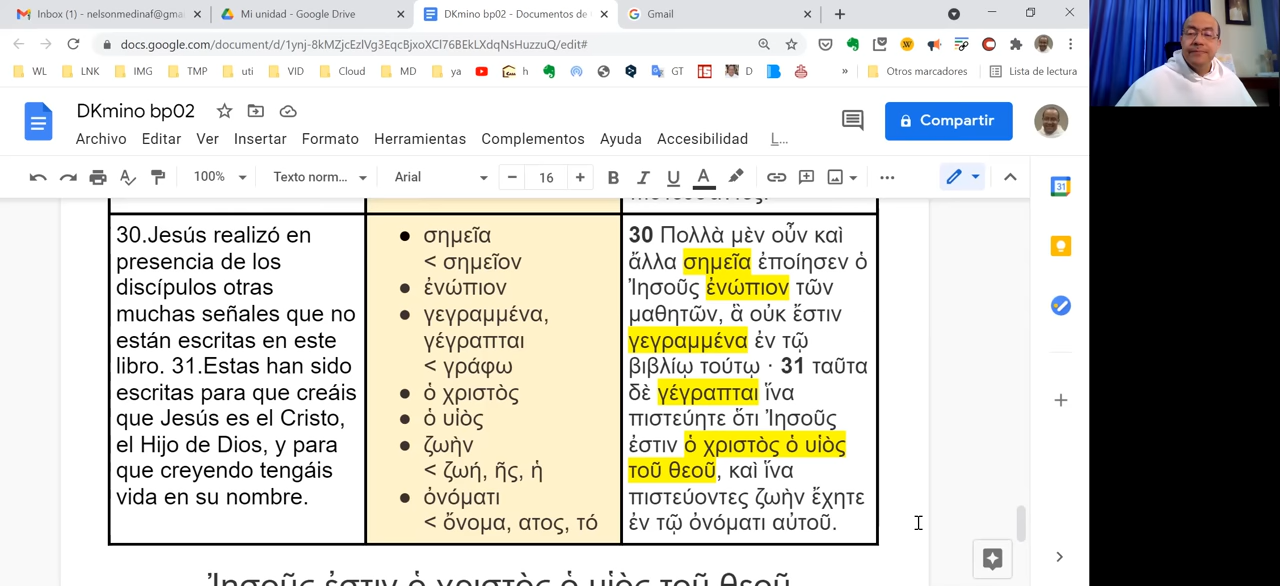 Inbox (1) - nelsonmedinaf@gma
Mi unidad - Google Drive
DKmino bp02 - Documentos de
Gmail
docs.google.com/document/d/1ynj-8kMZjcEzlVg3EqcBjxoXCl76BEkLXdqNsHuzzuQ/edit#
WL
LNK
IMG
TMP
uti
VID
Cloud
MD
ya
h
GT
D
»
Otros marcadores
Lista de lectura
DKmino bp02
Compartir
Archivo Editar Ver Insertar Formato Herramientas Complementos Ayuda Accesibilidad L...
100% Texto norm... Arial − 16 + B I U A
30.Jesús realizó en
presencia de los
discípulos otras
muchas señales que no
están escritas en este
libro. 31.Estas han sido
escritas para que creáis
que Jesús es el Cristo,
el Hijo de Dios, y para
que creyendo tengáis
vida en su nombre.
● σημεῖα
< σημεῖον
● ἐνώπιον
● γεγραμμένα,
γέγραπται
< γράφω
● ὁ χριστὸς
● ὁ υἱὸς
● ζωὴν
< ζωή, ῆς, ἡ
● ὀνόματι
< ὄνομα, ατος, τό
30 Πολλὰ μὲν οὖν καὶ
ἄλλα σημεῖα ἐποίησεν ὁ
Ἰησοῦς ἐνώπιον τῶν
μαθητῶν, ἃ οὐκ ἔστιν
γεγραμμένα ἐν τῷ
βιβλίῳ τούτῳ · 31 ταῦτα
δὲ γέγραπται ἵνα
πιστεύητε ὅτι Ἰησοῦς
ἐστιν ὁ χριστὸς ὁ υἱὸς
τοῦ θεοῦ, καὶ ἵνα
πιστεύοντες ζωὴν ἔχητε
ἐν τῷ ὀνόματι αὐτοῦ.
Ἰησοῦς ἐστιν ὁ χριστὸς ὁ υἱὸς τοῦ θεοῦ
31